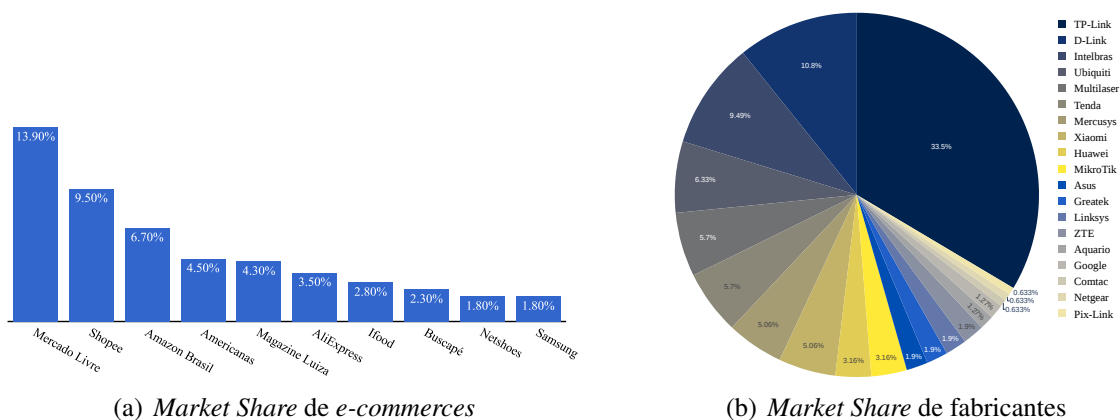 13.90%
9.50%
6.70%
4.50%
4.30%
3.50%
2.80%
2.30%
1.80%
1.80%
Mercado Livre
Shopee
Amazon Brasil
Americanas
Magazine Luiza
AliExpress
Ifood
Buscapé
Netshoes
Samsung
(a) Market Share de e-commerces
33.5%
10.8%
9.49%
6.33%
5.7%
5.7%
5.06%
5.06%
3.16%
3.16%
1.9%
1.9%
1.9%
1.9%
1.27%
1.27%
0.633%
0.633%
0.633%
TP-Link
D-Link
Intelbras
Ubiquiti
Multilaser
Tenda
Mercusys
Xiaomi
Huawei
MikroTik
Asus
Greatek
Linksys
ZTE
Aquario
Google
Comtac
Netgear
Pix-Link
(b) Market Share de fabricantes